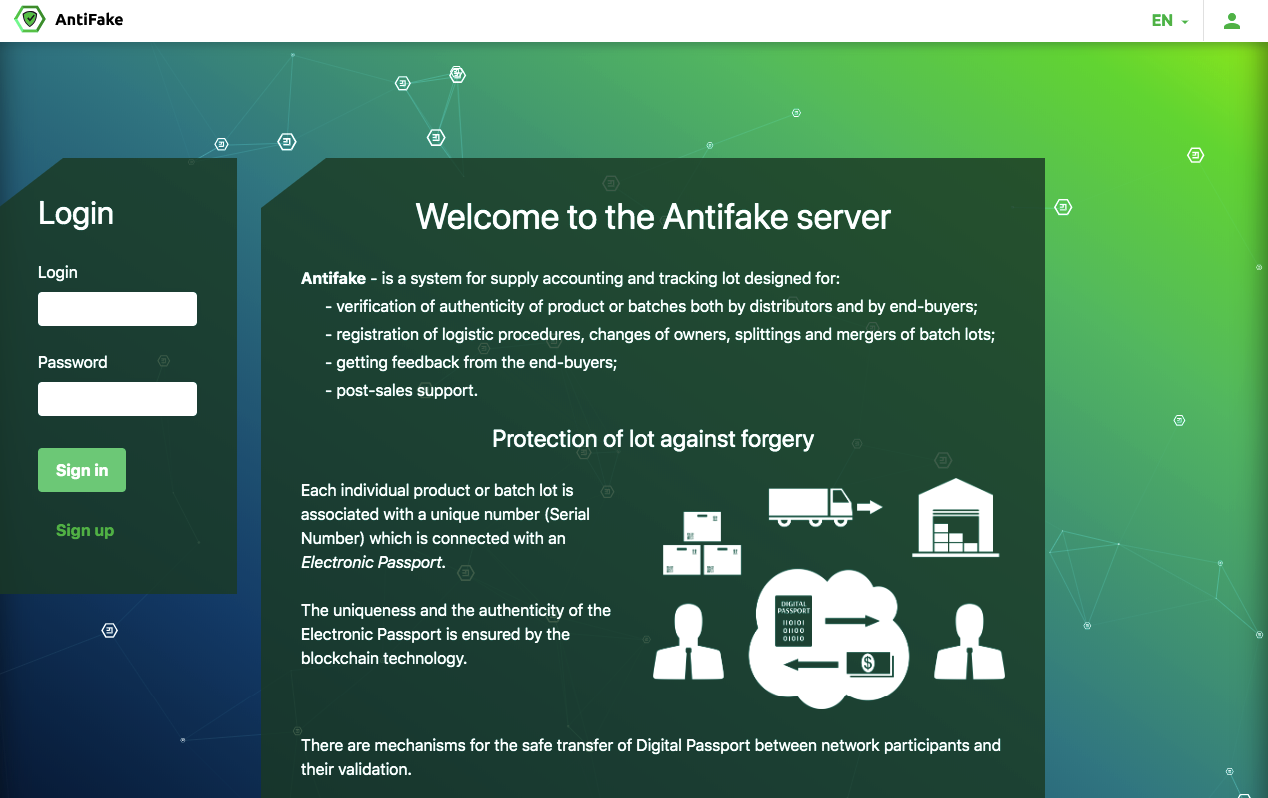 AntiFake
EN
Login
Login
Password
Sign in
Sign up
Welcome to the Antifake server
Antifake - is a system for supply accounting and tracking lot designed for:
- verification of authenticity of product or batches both by distributors and by end-buyers;
- registration of logistic procedures, changes of owners, splittings and mergers of batch lots;
- getting feedback from the end-buyers;
- post-sales support.
Protection of lot against forgery
Each individual product or batch lot is
associated with a unique number (Serial
Number) which is connected with an
Electronic Passport.
The uniqueness and the authenticity of the
Electronic Passport is ensured by the
blockchain technology.
DIGITAL
PASSPORT
110101
01100
01010
$
There are mechanisms for the safe transfer of Digital Passport between network participants and
their validation.